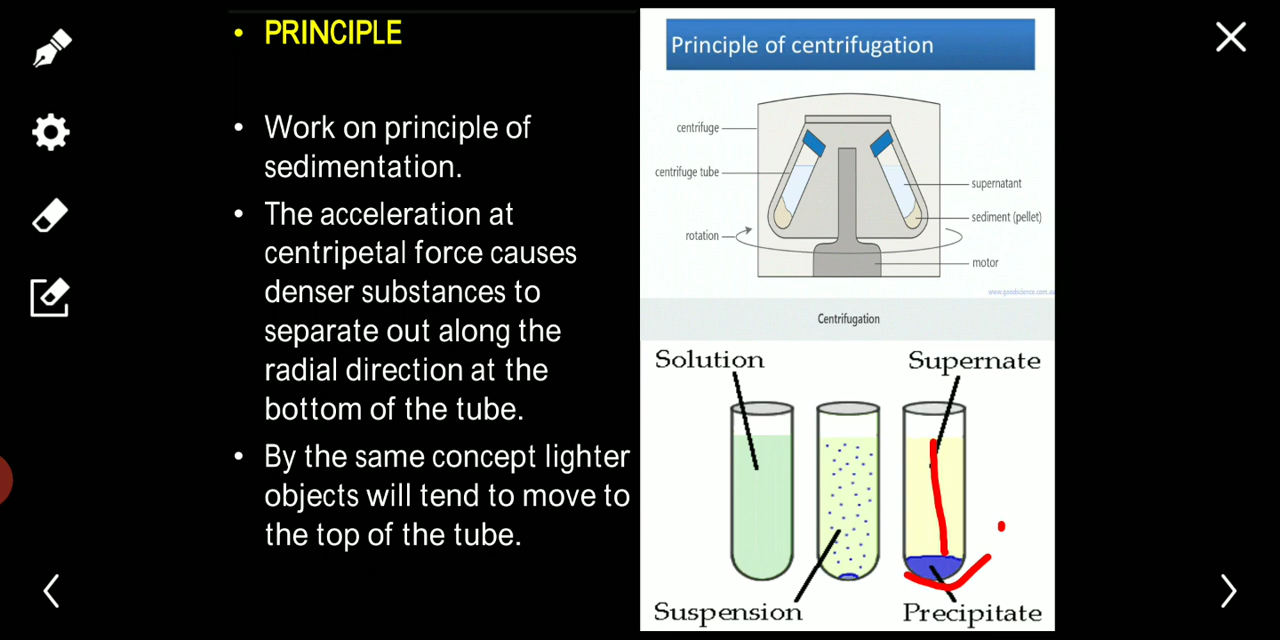 PRINCIPLE
Work on principle of
sedimentation.
The acceleration at
centripetal force causes
denser substances to
separate out along the
radial direction at the
bottom of the tube.
By the same concept lighter
objects will tend to move to
the top of the tube.
Principle of centrifugation
centrifuge
centrifuge tube
supernatant
sediment (pellet)
rotation
motor
Centrifugation
Solution
Supernate
Suspension
Precipitate